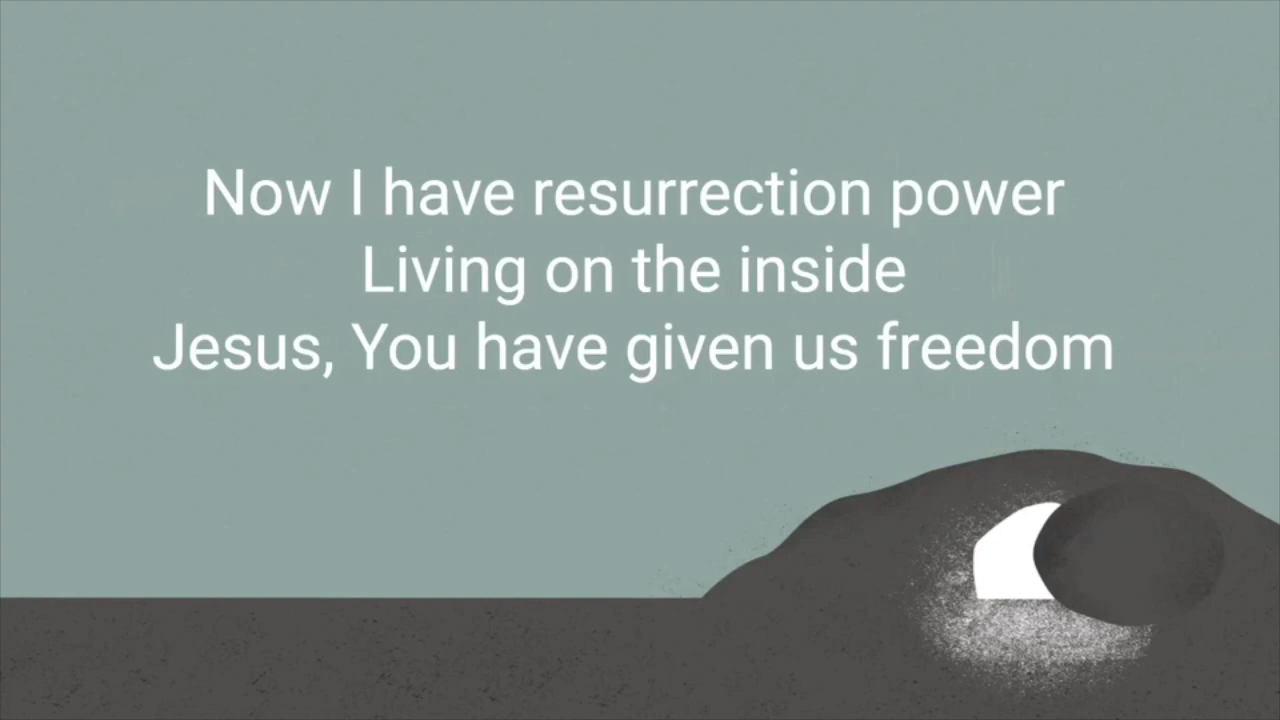 Now I have resurrection power
Living on the inside
Jesus, You have given us freedom